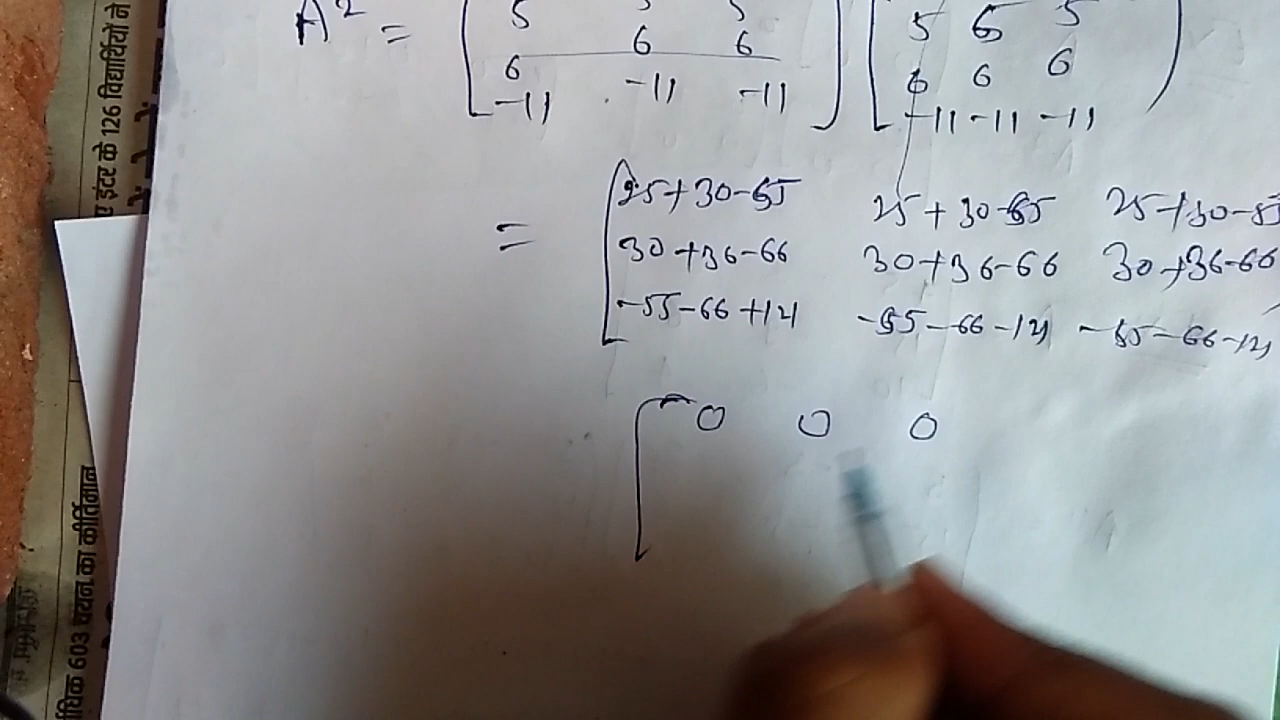 A² = [ 5 5 5 ] [ 5 5 5 ]
6 6 6 6 6 6
-11 -11 -11 -11 -11 -11
= [ 25+30-55 25+30-55 25+30-55
30+36-66 30+36-66 30+36-66
-55-66+121 -55-66-121 -55-66-121
[ 0 0 0
इंटर के 126 विद्यार्थियों ने
603 चयन का कीर्तिमान